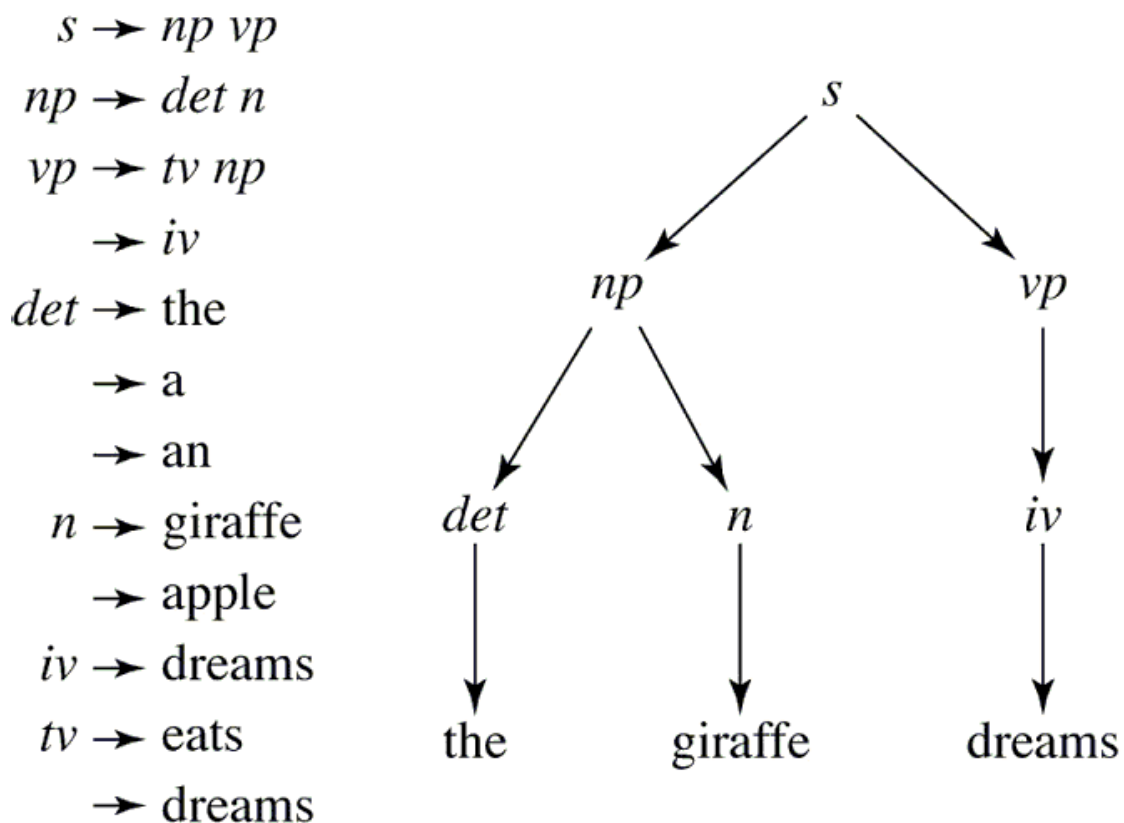 s → np vp
np → det n
vp → tv np
→ iv
det → the
→ a
→ an
n → giraffe
→ apple
iv → dreams
tv → eats
→ dreams
s
np vp
det n iv
the giraffe dreams